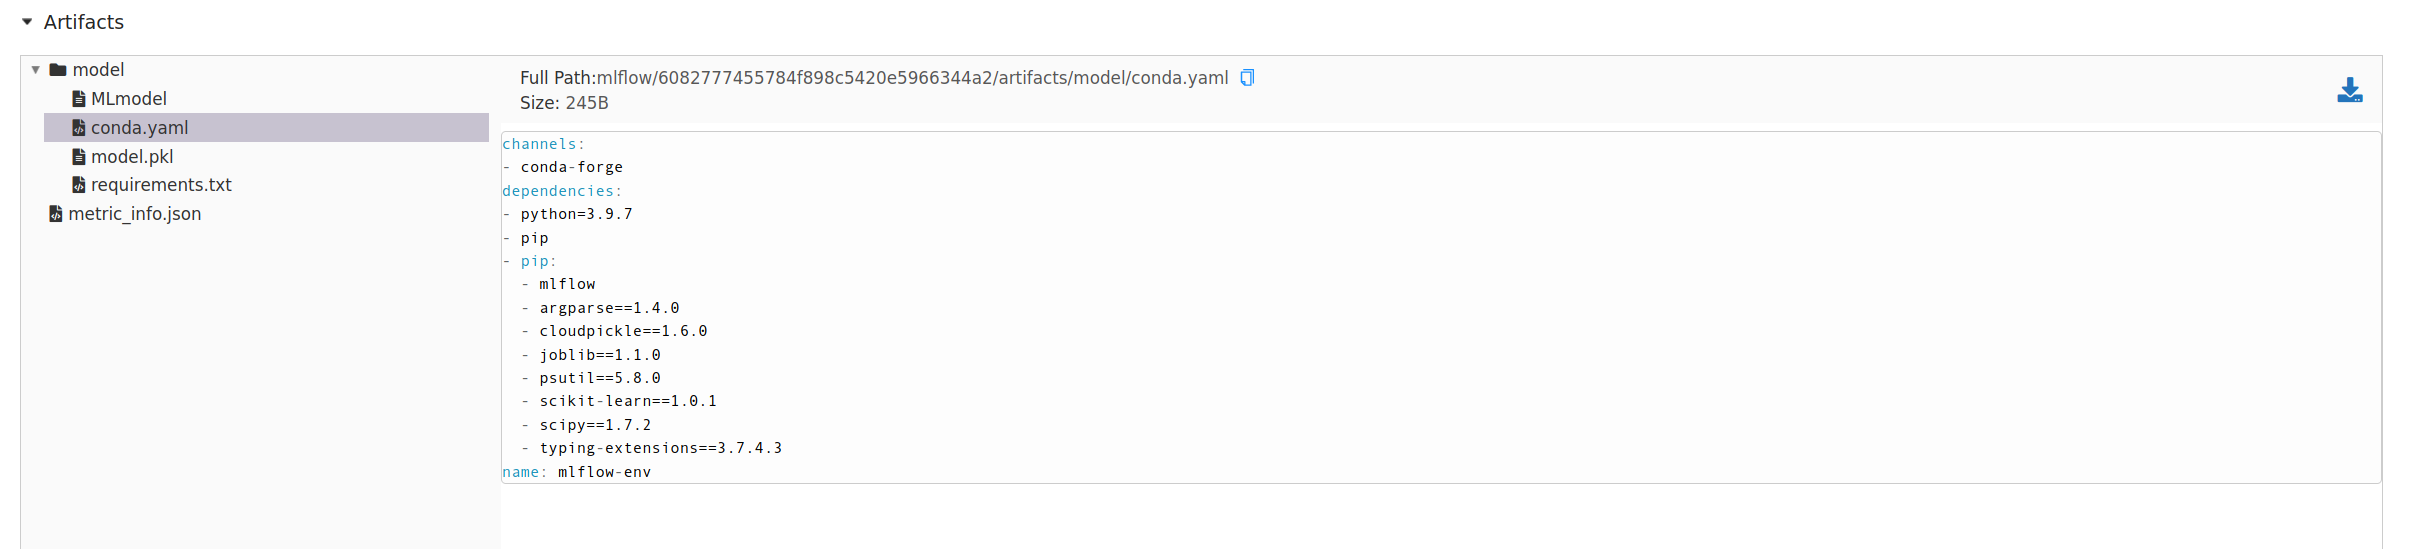 Artifacts
model
MLmodel
conda.yaml
model.pkl
requirements.txt
metric_info.json
Full Path:mlflow/6082777455784f898c5420e5966344a2/artifacts/model/conda.yaml
Size: 245B
channels:
- conda-forge
dependencies:
- python=3.9.7
- pip
- pip:
  - mlflow
  - argparse==1.4.0
  - cloudpickle==1.6.0
  - joblib==1.1.0
  - psutil==5.8.0
  - scikit-learn==1.0.1
  - scipy==1.7.2
  - typing-extensions==3.7.4.3
name: mlflow-env